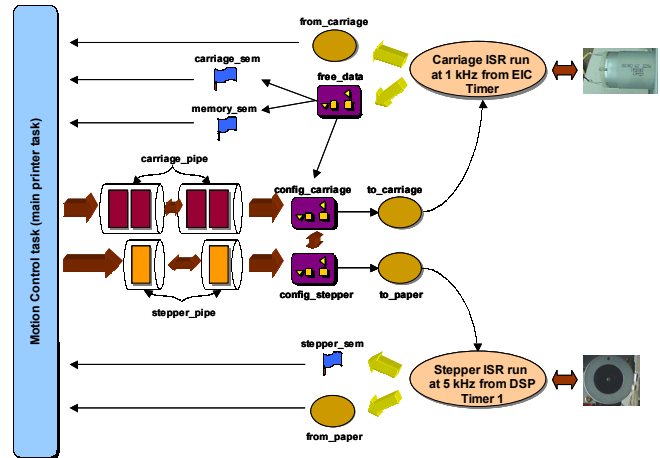 from_carriage
carriage_sem
free_data
Carriage ISR run
at 1 kHz from EIC
Timer
memory_sem
carriage_pipe
config_carriage
to_carriage
Motion Control task (main printer task)
config_stepper
to_paper
stepper_pipe
stepper_sem
Stepper ISR run
at 5 kHz from DSP
Timer 1
from_paper